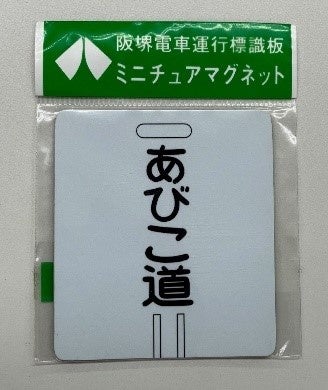 阪堺電車運行標識板
ミニチュアマグネット
あびこ道